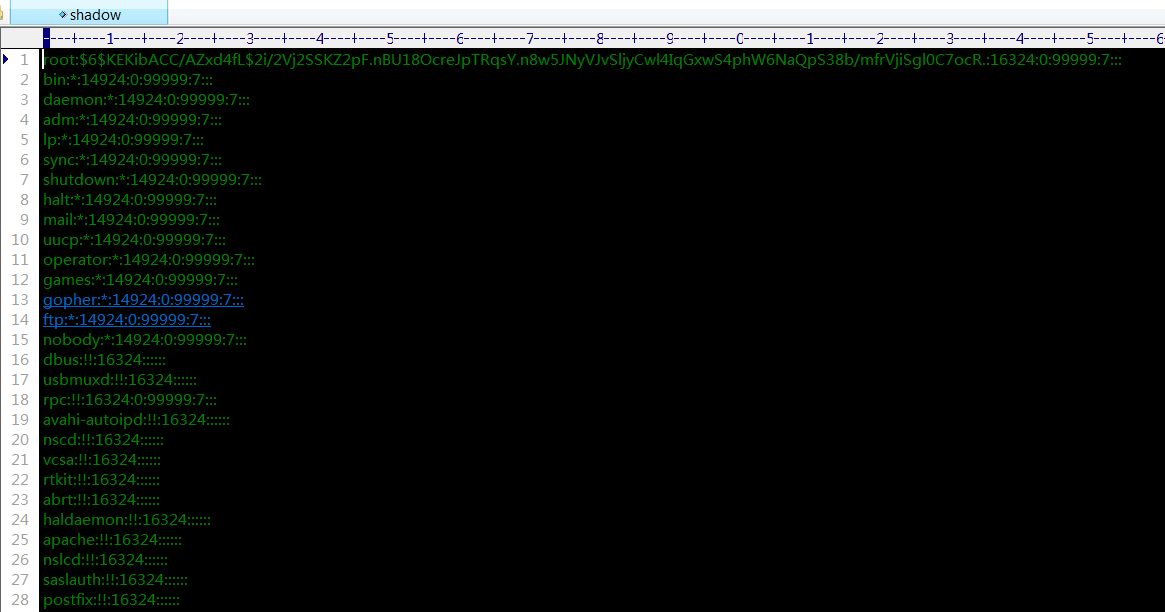 shadow
----+----1----+----2----+----3----+----4----+----5----+----6----+----7----+----8----+----9----+----0----+----1----+----2----+----3----+----4----+----5----+----6
1 root:$6$KEKibACC/AZxd4fL$2i/2Vj2SSKZ2pF.nBU18OcreJpTRqsY.n8w5JNyVJvSljyCwl4IqGxwS4phW6NaQpS38b/mfrVjiSgl0C7ocR.:16324:0:99999:7:::
2 bin:*:14924:0:99999:7:::
3 daemon:*:14924:0:99999:7:::
4 adm:*:14924:0:99999:7:::
5 lp:*:14924:0:99999:7:::
6 sync:*:14924:0:99999:7:::
7 shutdown:*:14924:0:99999:7:::
8 halt:*:14924:0:99999:7:::
9 mail:*:14924:0:99999:7:::
10 uucp:*:14924:0:99999:7:::
11 operator:*:14924:0:99999:7:::
12 games:*:14924:0:99999:7:::
13 gopher:*:14924:0:99999:7:::
14 ftp:*:14924:0:99999:7:::
15 nobody:*:14924:0:99999:7:::
16 dbus:!!:16324::::::
17 usbmuxd:!!:16324::::::
18 rpc:!!:16324:0:99999:7:::
19 avahi-autoipd:!!:16324::::::
20 nscd:!!:16324::::::
21 vcsa:!!:16324::::::
22 rtkit:!!:16324::::::
23 abrt:!!:16324::::::
24 haldaemon:!!:16324::::::
25 apache:!!:16324::::::
26 nslcd:!!:16324::::::
27 saslauth:!!:16324::::::
28 postfix:!!:16324::::::